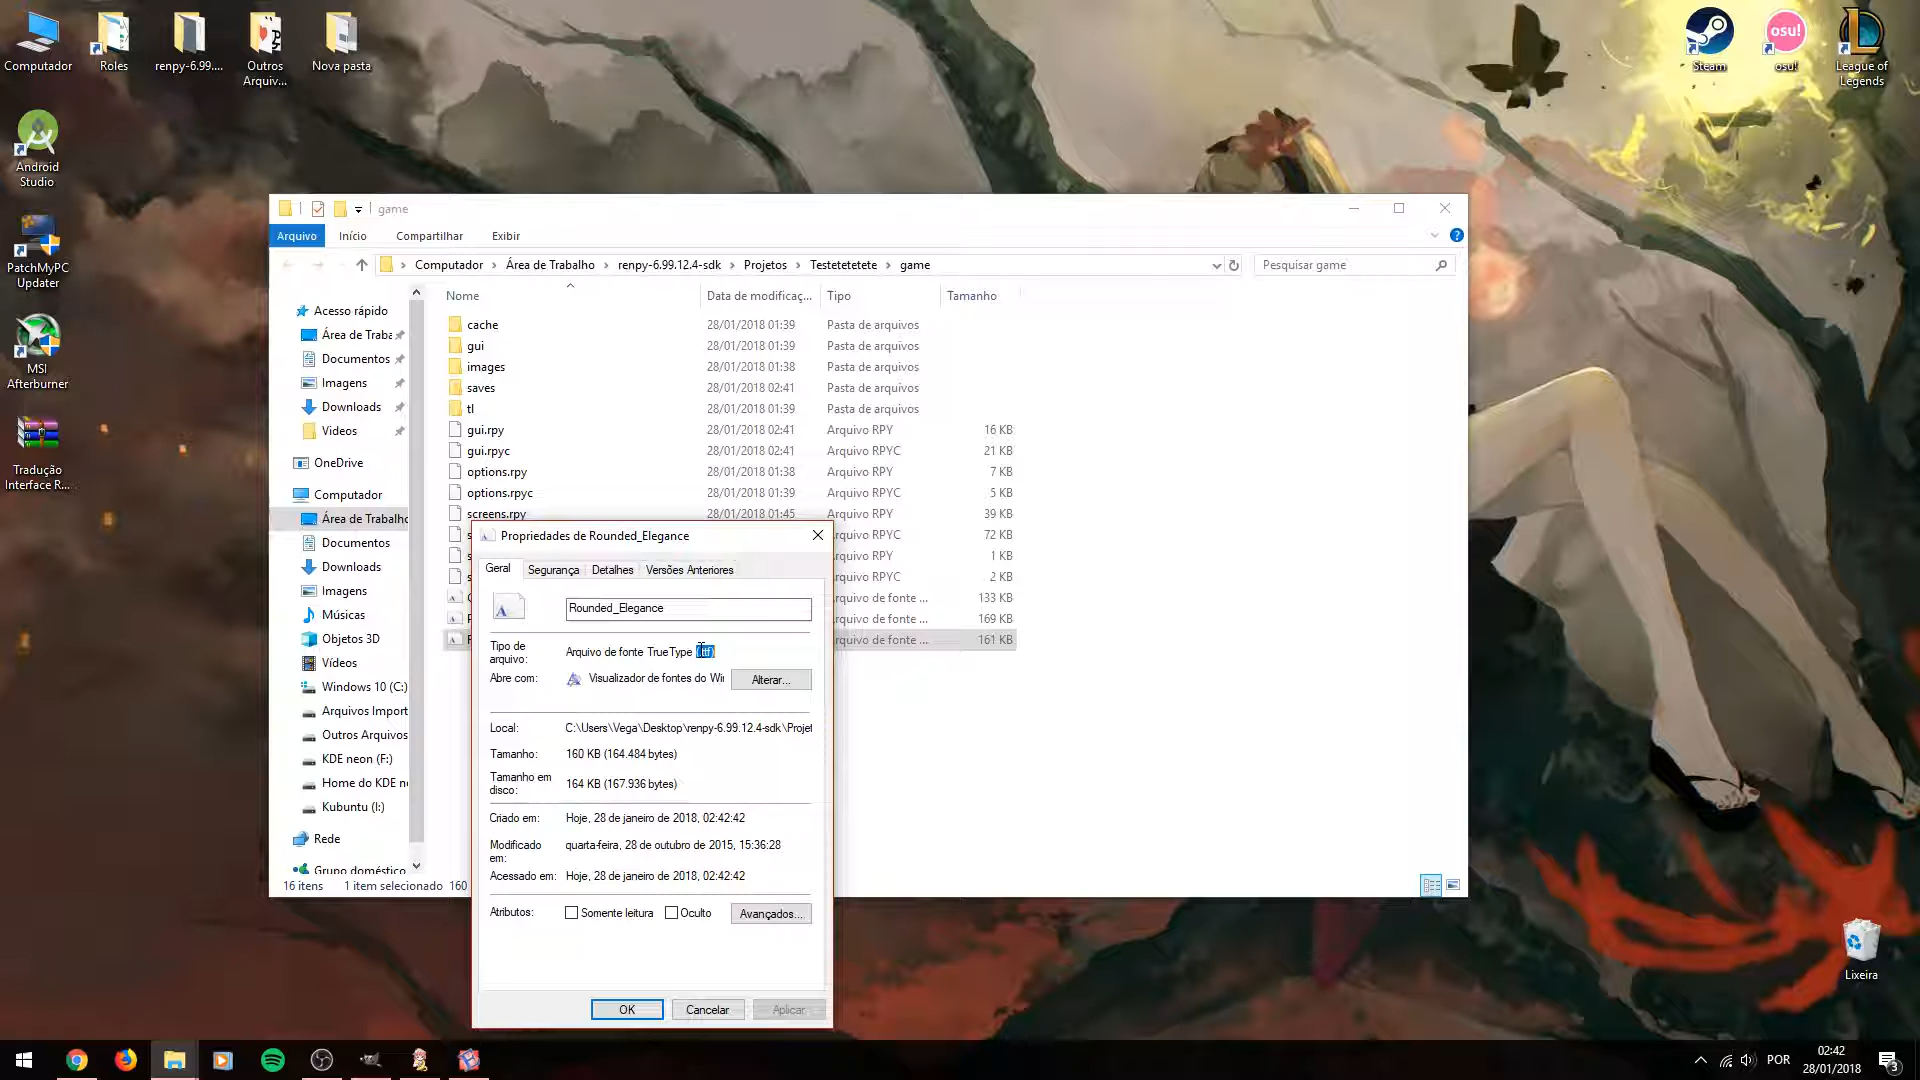 Computador
Roles
renpy-6.99....
Outros
Arquiv...
Nova pasta
Steam
osu!
osu!
League of
Legends
Android
Studio
PatchMyPC
Updater
MSI
Afterburner
Tradução
Interface R...
game
Arquivo
Início
Compartilhar
Exibir
Computador
Área de Trabalho
renpy-6.99.12.4-sdk
Projetos
Testetetetete
game
Pesquisar game
Nome
Data de modificaç...
Tipo
Tamanho
Acesso rápido
Área de Traba
Documentos
Imagens
Downloads
Videos
OneDrive
Computador
Área de Trabalho
Documentos
Downloads
Imagens
Músicas
Objetos 3D
Vídeos
Windows 10 (C:)
Arquivos Import
Outros Arquivos
KDE neon (F:)
Home do KDE n
Kubuntu (I:)
Rede
Grupo doméstico
cache 28/01/2018 01:39 Pasta de arquivos
gui 28/01/2018 01:39 Pasta de arquivos
images 28/01/2018 01:38 Pasta de arquivos
saves 28/01/2018 02:41 Pasta de arquivos
tl 28/01/2018 01:39 Pasta de arquivos
gui.rpy 28/01/2018 02:41 Arquivo RPY 16 KB
gui.rpyc 28/01/2018 02:41 Arquivo RPYC 21 KB
options.rpy 28/01/2018 01:38 Arquivo RPY 7 KB
options.rpyc 28/01/2018 01:39 Arquivo RPYC 5 KB
screens.rpy 28/01/2018 01:45 Arquivo RPY 39 KB
rquivo RPYC 72 KB
rquivo RPY 1 KB
rquivo RPYC 2 KB
rquivo de fonte ... 133 KB
rquivo de fonte ... 169 KB
rquivo de fonte ... 161 KB
16 itens 1 item selecionado 160
Propriedades de Rounded_Elegance
Geral
Segurança
Detalhes
Versões Anteriores
Rounded_Elegance
Tipo de
arquivo:
Arquivo de fonte TrueType (.ttf)
Abre com:
Visualizador de fontes do Wi
Alterar...
Local:
C:\Users\Vega\Desktop\renpy-6.99.12.4-sdk\Projet
Tamanho:
160 KB (164.484 bytes)
Tamanho em
disco:
164 KB (167.936 bytes)
Criado em:
Hoje, 28 de janeiro de 2018, 02:42:42
Modificado
em:
quarta-feira, 28 de outubro de 2015, 15:36:28
Acessado em:
Hoje, 28 de janeiro de 2018, 02:42:42
Atributos:
Somente leitura
Oculto
Avançados...
OK
Cancelar
Aplicar
Lixeira
POR
02:42
28/01/2018
3